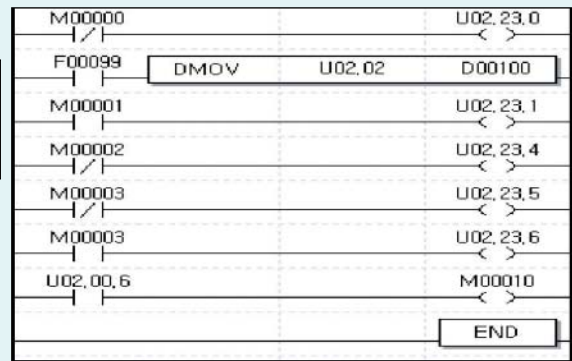 M00000 U02,23,0
F00099 DMOV U02,02 D00100
M00001 U02,23,1
M00002 U02,23,4
M00003 U02,23,5
M00003 U02,23,6
U02,00,6 M00010
END